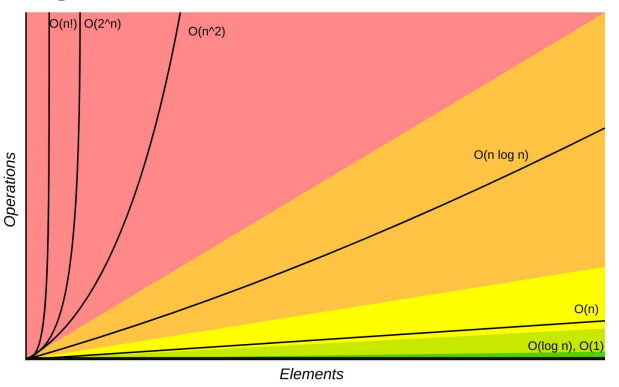 O(n!)
O(2^n)
O(n^2)
O(n log n)
O(n)
O(log n), O(1)
Operations
Elements